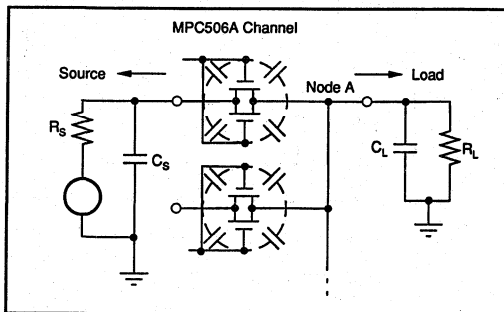 MPC506A Channel
Source
Node A
Load
RS
CS
CL
RL